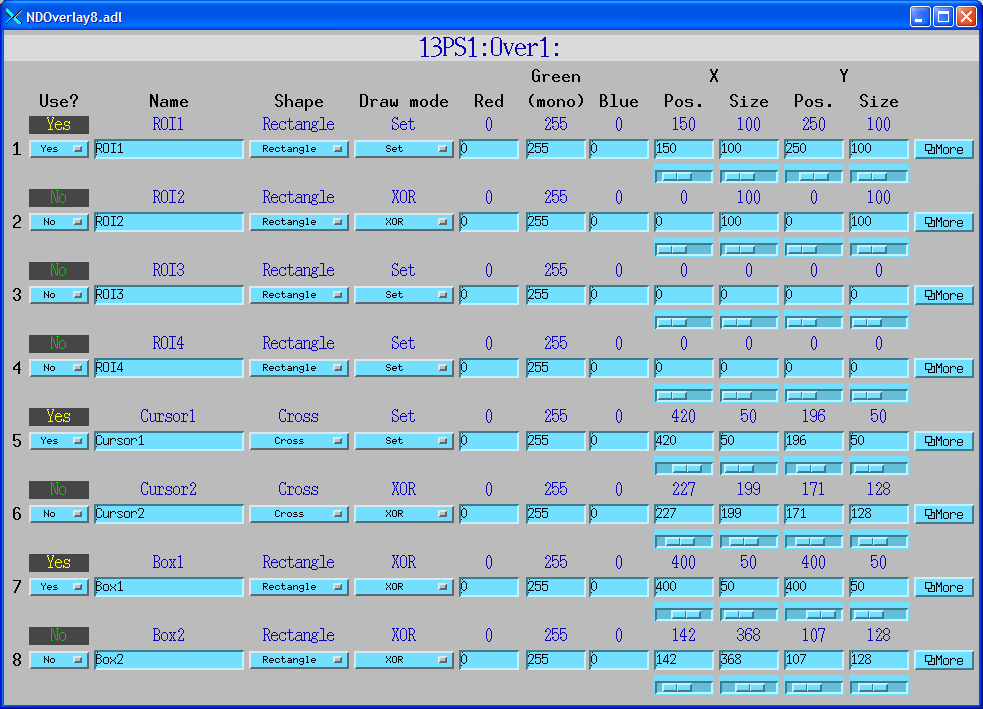 NDOverlay8.adl
13PS1:Over1:
Green X Y
Use? Name Shape Draw mode Red (mono) Blue Pos. Size Pos. Size
Yes ROI1 Rectangle Set 0 255 0 150 100 250 100
1 Yes ROI1 Rectangle Set 0 255 0 150 100 250 100 More
No ROI2 Rectangle XOR 0 255 0 0 100 0 100
2 No ROI2 Rectangle XOR 0 255 0 0 100 0 100 More
No ROI3 Rectangle Set 0 255 0 0 0 0 0
3 No ROI3 Rectangle Set 0 255 0 0 0 0 0 More
No ROI4 Rectangle Set 0 255 0 0 0 0 0
4 No ROI4 Rectangle Set 0 255 0 0 0 0 0 More
Yes Cursor1 Cross Set 0 255 0 420 50 196 50
5 Yes Cursor1 Cross Set 0 255 0 420 50 196 50 More
No Cursor2 Cross XOR 0 255 0 227 199 171 128
6 No Cursor2 Cross XOR 0 255 0 227 199 171 128 More
Yes Box1 Rectangle XOR 0 255 0 400 50 400 50
7 Yes Box1 Rectangle XOR 0 255 0 400 50 400 50 More
No Box2 Rectangle XOR 0 255 0 142 368 107 128
8 No Box2 Rectangle XOR 0 255 0 142 368 107 128 More